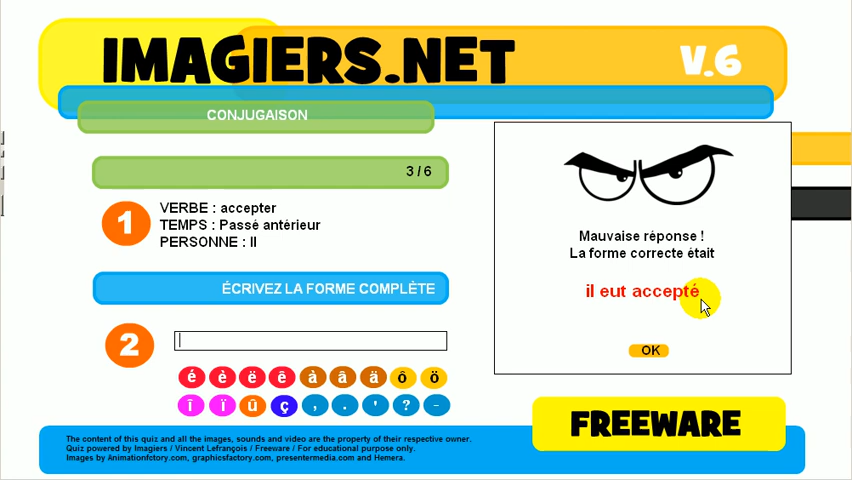 IMAGIERS.NET
V.6
CONJUGAISON
3 / 6
1
VERBE : accepter
TEMPS : Passé antérieur
PERSONNE : Il
ÉCRIVEZ LA FORME COMPLÈTE
2
é è ë ê à â ä ô ö
î ï û ç , . ' ? -
Mauvaise réponse !
La forme correcte était
il eut accepté
OK
FREEWARE
The content of this quiz and all the images, sounds and video are the property of their respective owner.
Quiz powered by Imagiers / Vincent Lefrançois / Freeware / For educational purpose only.
Images by Animationfctory.com, graphicsfactory.com, presentermedia.com and Hemera.